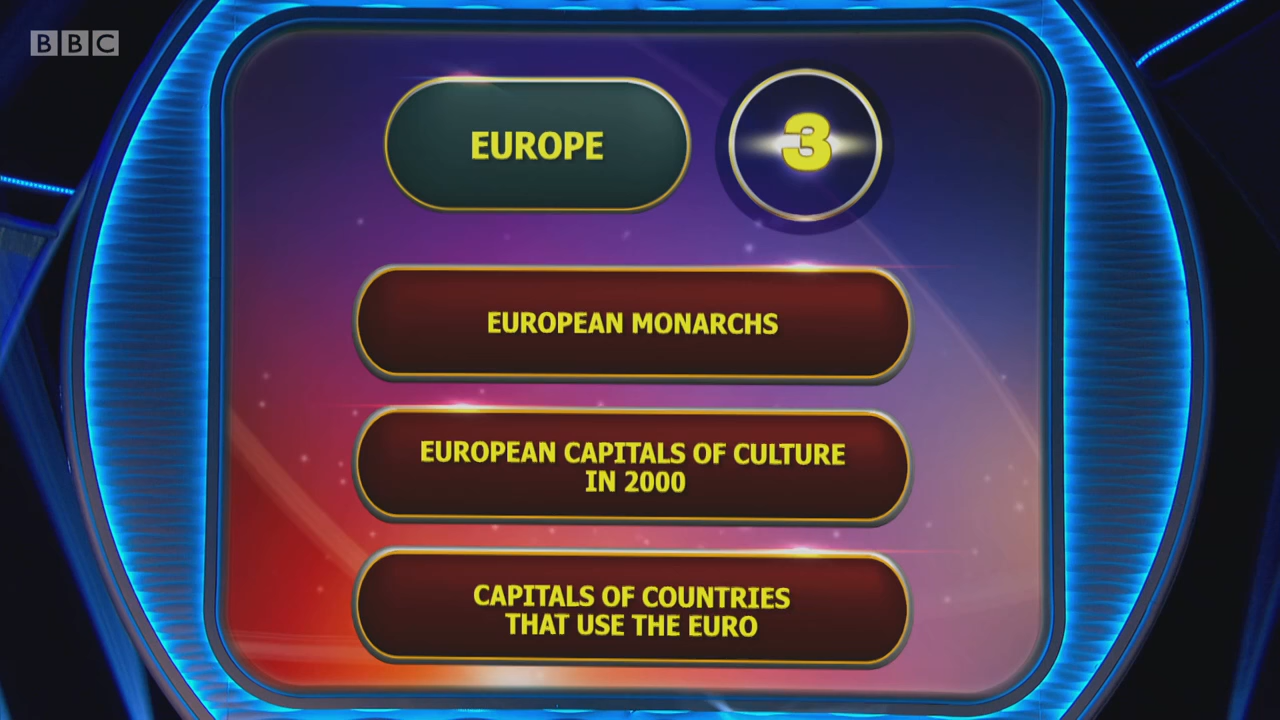 BBC
EUROPE
3
EUROPEAN MONARCHS
EUROPEAN CAPITALS OF CULTURE
IN 2000
CAPITALS OF COUNTRIES
THAT USE THE EURO